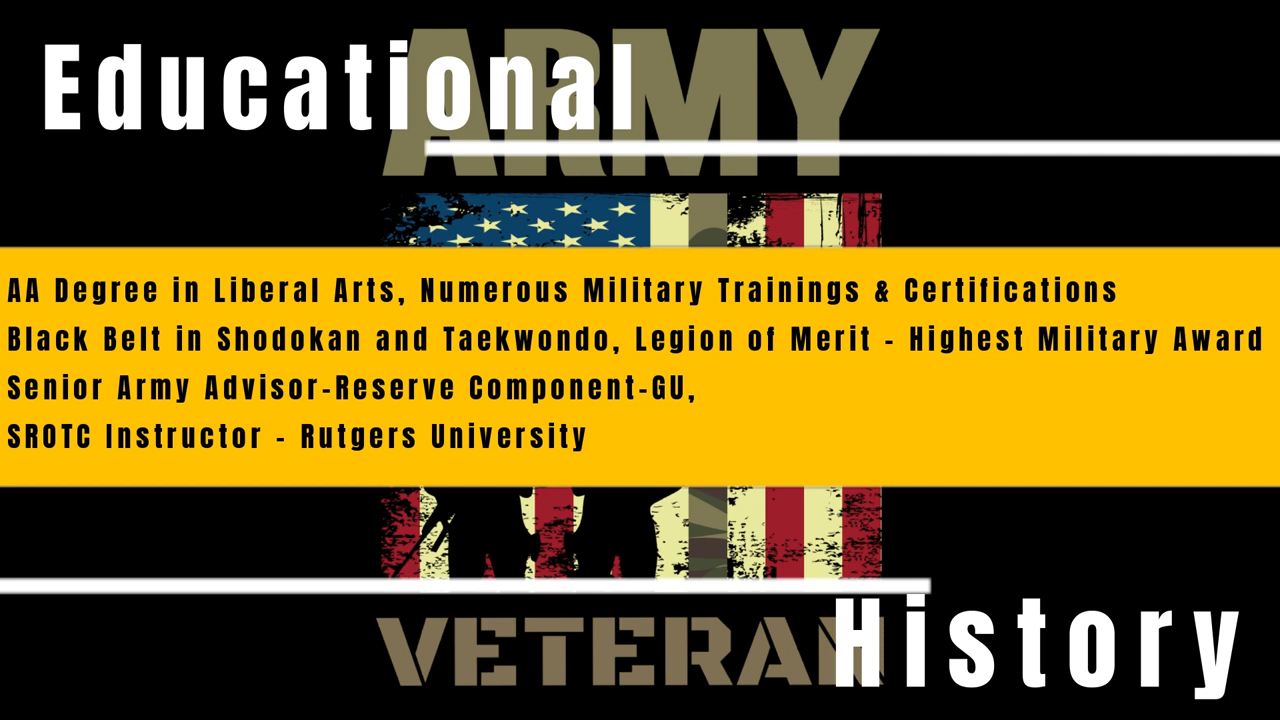 ARMY
Educational
AA Degree in Liberal Arts, Numerous Military Trainings & Certifications
Black Belt in Shodokan and Taekwondo, Legion of Merit - Highest Military Award
Senior Army Advisor-Reserve Component-GU,
SROTC Instructor - Rutgers University
VETERAN
History